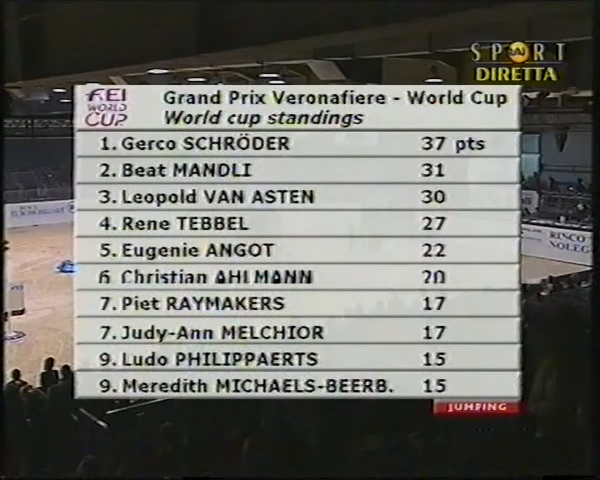 SPORT
DIRETTA
FEI
WORLD
CUP
Grand Prix Veronafiere - World Cup
World cup standings
1. Gerco SCHRÖDER 37 pts
2. Beat MANDLI 31
3. Leopold VAN ASTEN 30
4. Rene TEBBEL 27
5. Eugenie ANGOT 22
6. Christian AHLMANN 20
7. Piet RAYMAKERS 17
7. Judy-Ann MELCHIOR 17
9. Ludo PHILIPPAERTS 15
9. Meredith MICHAELS-BEERB. 15
RINCO
NOLEG
JUMPING